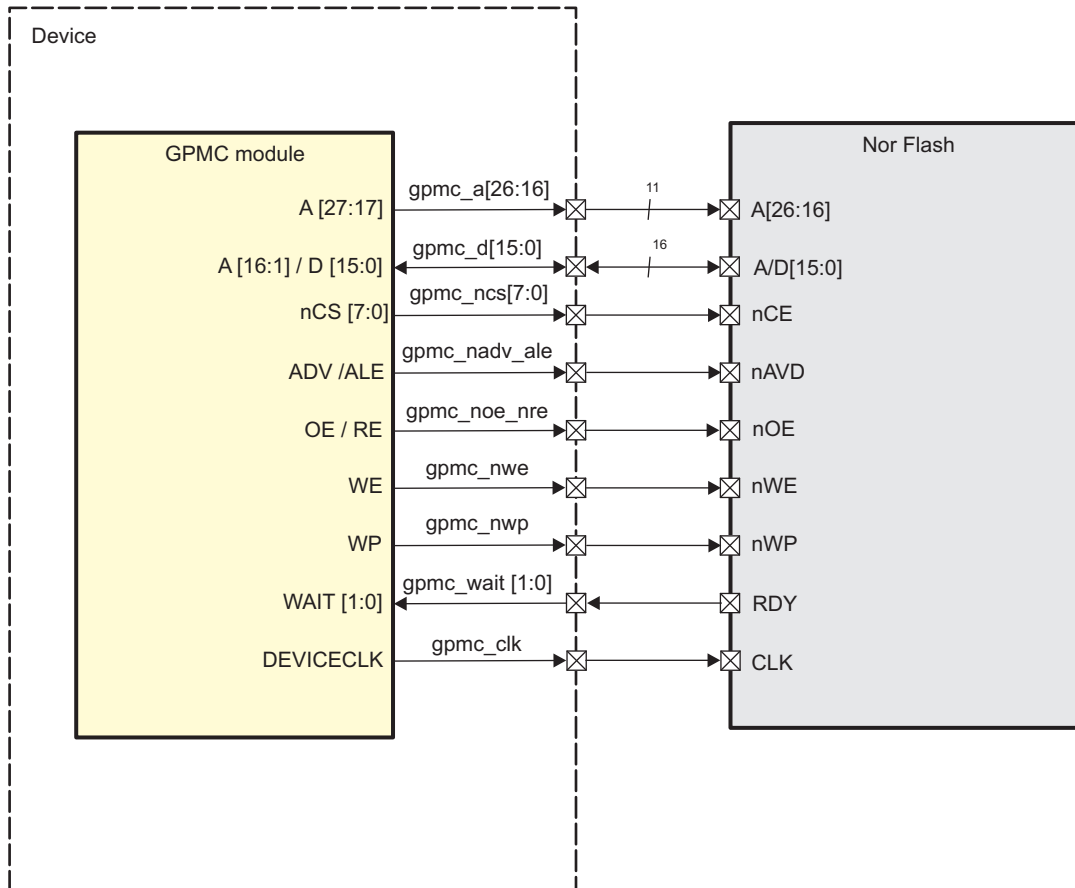 Device
GPMC module
Nor Flash
A [27:17]
gpmc_a[26:16]
11
A[26:16]
A [16:1] / D [15:0]
gpmc_d[15:0]
16
A/D[15:0]
nCS [7:0]
gpmc_ncs[7:0]
nCE
ADV /ALE
gpmc_nadv_ale
nAVD
OE / RE
gpmc_noe_nre
nOE
WE
gpmc_nwe
nWE
WP
gpmc_nwp
nWP
WAIT [1:0]
gpmc_wait [1:0]
RDY
DEVICECLK
gpmc_clk
CLK